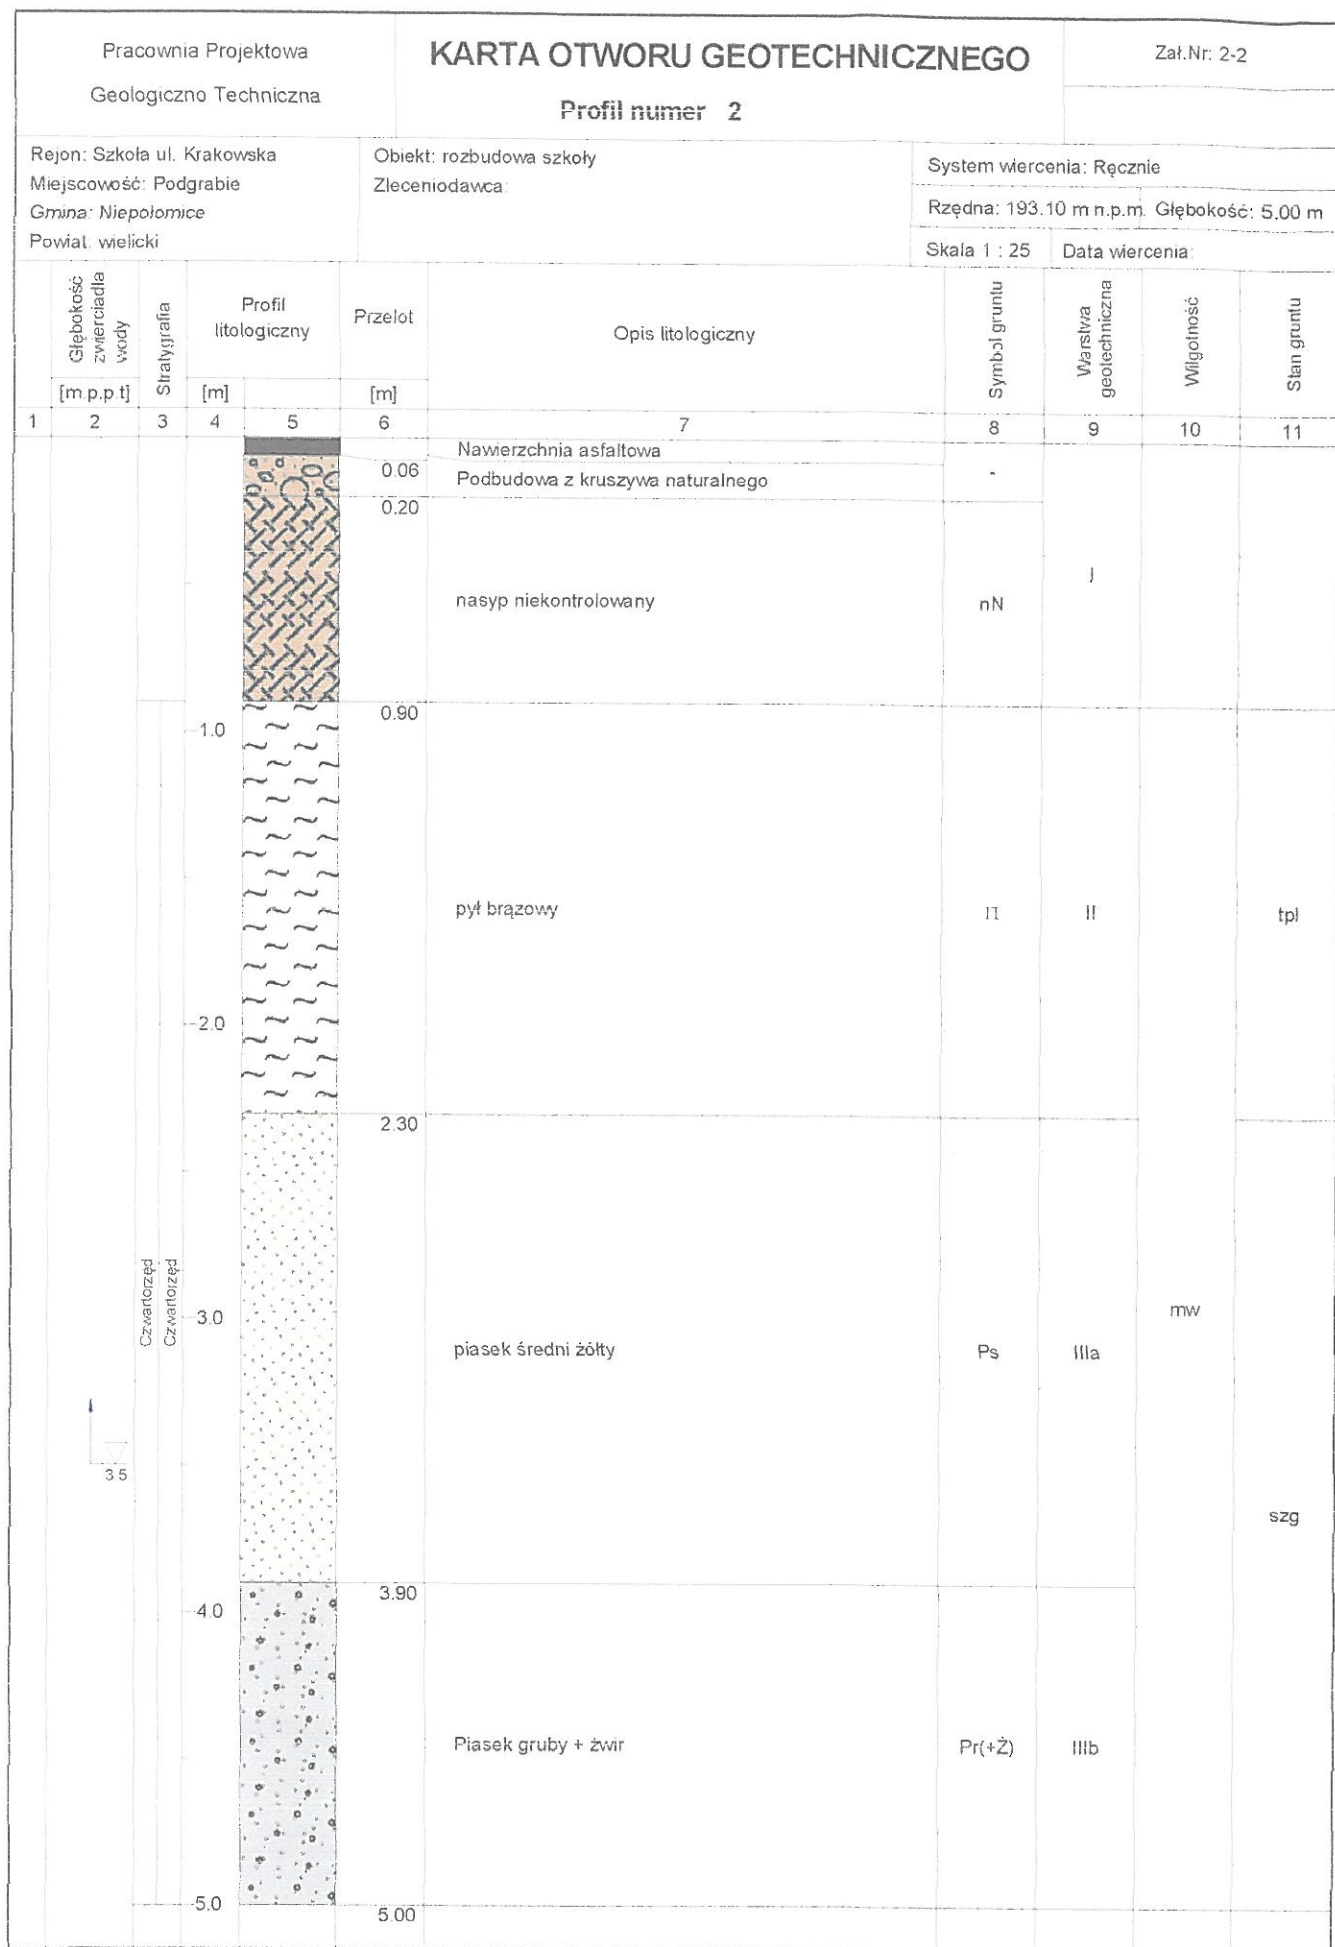 Pracownia Projektowa
Geologiczno Techniczna
KARTA OTWORU GEOTECHNICZNEGO
Profil numer 2
Zał.Nr: 2-2
Rejon: Szkoła ul. Krakowska
Miejscowość: Podgrabie
Gmina: Niepołomice
Powiat: wielicki
Obiekt: rozbudowa szkoły
Zleceniodawca:
System wiercenia: Ręcznie
Rzędna: 193.10 m n.p.m. Głębokość: 5.00 m
Skala 1 : 25 Data wiercenia:
Głębokość zwierciadła wody
[m.p.p.t]
Stratygrafia
Profil litologiczny
[m]
Przelot
[m]
Opis litologiczny
Symbol gruntu
Warstwa geotechniczna
Wilgotność
Stan gruntu
1 2 3 4 5 6 7 8 9 10 11
Nawierzchnia asfaltowa
0.06 Podbudowa z kruszywa naturalnego -
0.20
nasyp niekontrolowany nN I
0.90
1.0
pył brązowy Π II tpl
2.0
2.30
Czwartorzęd
Czwartorzęd
3.0
mw
piasek średni żółty Ps IIIa
3.5
szg
3.90
4.0
Piasek gruby + żwir Pr(+Ż) IIIb
5.0
5.00